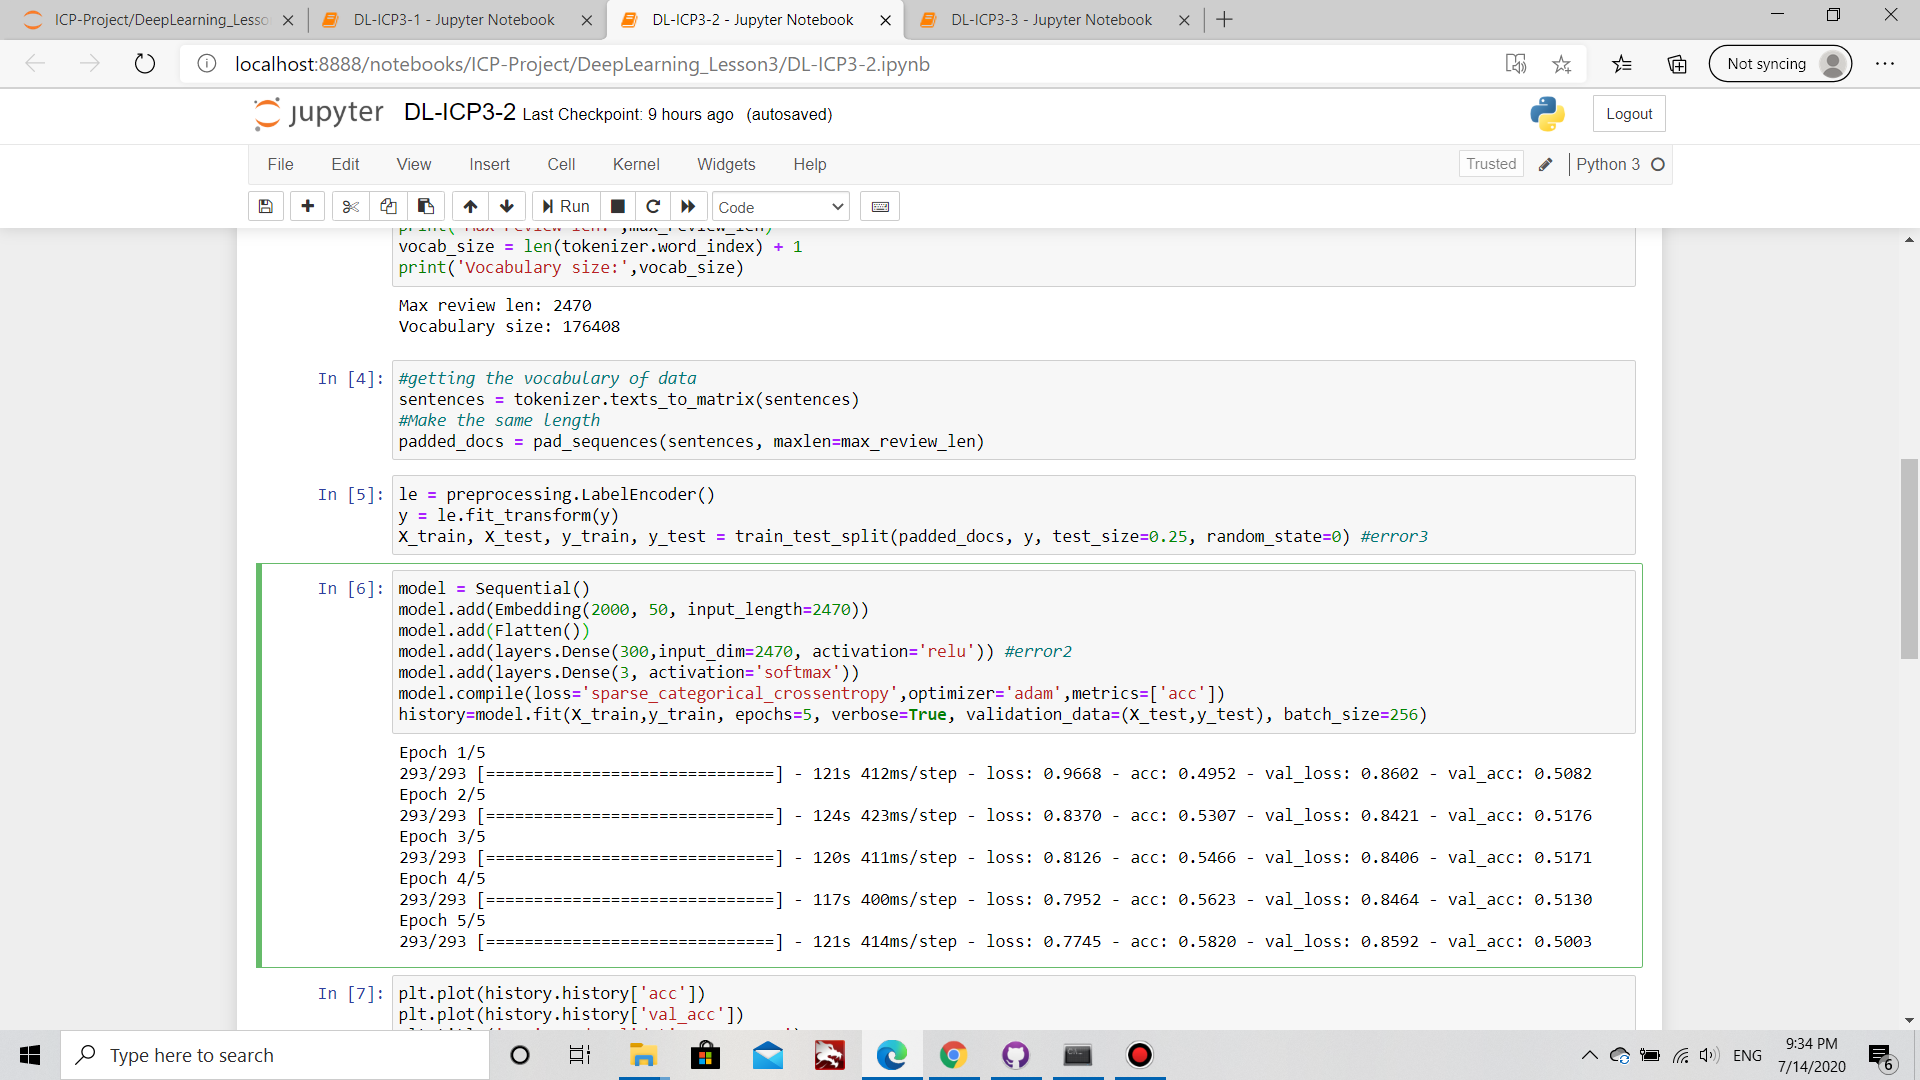 ICP-Project/DeepLearning_Lesso
DL-ICP3-1 - Jupyter Notebook
DL-ICP3-2 - Jupyter Notebook
DL-ICP3-3 - Jupyter Notebook
localhost:8888/notebooks/ICP-Project/DeepLearning_Lesson3/DL-ICP3-2.ipynb
Not syncing
jupyter DL-ICP3-2 Last Checkpoint: 9 hours ago (autosaved)
Logout
File Edit View Insert Cell Kernel Widgets Help
Trusted
Python 3
Run
Code
print('Max review len:',max_review_len)
vocab_size = len(tokenizer.word_index) + 1
print('Vocabulary size:',vocab_size)
Max review len: 2470
Vocabulary size: 176408
In [4]:
#getting the vocabulary of data
sentences = tokenizer.texts_to_matrix(sentences)
#Make the same length
padded_docs = pad_sequences(sentences, maxlen=max_review_len)
In [5]:
le = preprocessing.LabelEncoder()
y = le.fit_transform(y)
X_train, X_test, y_train, y_test = train_test_split(padded_docs, y, test_size=0.25, random_state=0) #error3
In [6]:
model = Sequential()
model.add(Embedding(2000, 50, input_length=2470))
model.add(Flatten())
model.add(layers.Dense(300,input_dim=2470, activation='relu')) #error2
model.add(layers.Dense(3, activation='softmax'))
model.compile(loss='sparse_categorical_crossentropy',optimizer='adam',metrics=['acc'])
history=model.fit(X_train,y_train, epochs=5, verbose=True, validation_data=(X_test,y_test), batch_size=256)
Epoch 1/5
293/293 [==============================] - 121s 412ms/step - loss: 0.9668 - acc: 0.4952 - val_loss: 0.8602 - val_acc: 0.5082
Epoch 2/5
293/293 [==============================] - 124s 423ms/step - loss: 0.8370 - acc: 0.5307 - val_loss: 0.8421 - val_acc: 0.5176
Epoch 3/5
293/293 [==============================] - 120s 411ms/step - loss: 0.8126 - acc: 0.5466 - val_loss: 0.8406 - val_acc: 0.5171
Epoch 4/5
293/293 [==============================] - 117s 400ms/step - loss: 0.7952 - acc: 0.5623 - val_loss: 0.8464 - val_acc: 0.5130
Epoch 5/5
293/293 [==============================] - 121s 414ms/step - loss: 0.7745 - acc: 0.5820 - val_loss: 0.8592 - val_acc: 0.5003
In [7]:
plt.plot(history.history['acc'])
plt.plot(history.history['val_acc'])
Type here to search
ENG
9:34 PM
7/14/2020
6